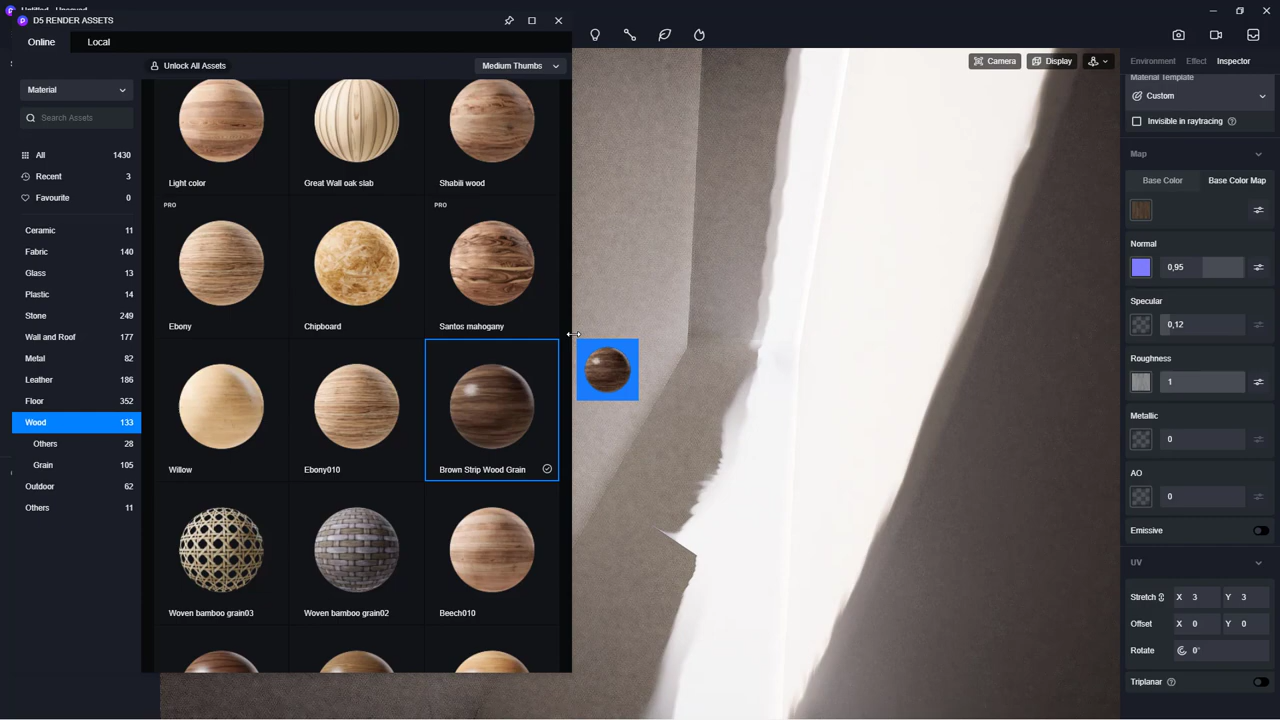 Untitled - Unsaved
D5 RENDER ASSETS
Online
Local
Unlock All Assets
Medium Thumbs
Material
Search Assets
All 1430
Recent 3
Favourite 0
Ceramic 11
Fabric 140
Glass 13
Plastic 14
Stone 249
Wall and Roof 177
Metal 82
Leather 186
Floor 352
Wood 133
Others 28
Grain 105
Outdoor 62
Others 11
Light color
Great Wall oak slab
Shabili wood
PRO
PRO
Ebony
Chipboard
Santos mahogany
Willow
Ebony010
Brown Strip Wood Grain
Woven bamboo grain03
Woven bamboo grain02
Beech010
Camera
Display
Environment
Effect
Inspector
Material Template
Custom
Invisible in raytracing
Map
Base Color
Base Color Map
Normal
0,95
Specular
0,12
Roughness
1
Metallic
0
AO
0
Emissive
UV
Stretch X 3 Y 3
Offset X 0 Y 0
Rotate 0°
Triplanar